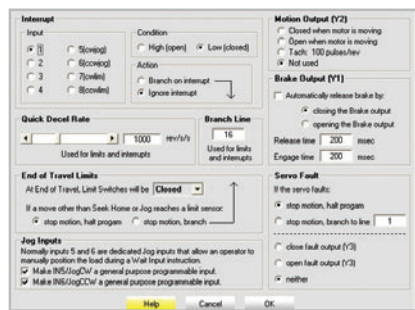 Interrupt
Input
1
2
3
4
5(cwjog)
6(ccwjog)
7(cwlim)
8(ccwlim)
Condition
High (open)
Low (closed)
Action
Branch on interrupt
Ignore interrupt
Quick Decel Rate
1000 rev/s/s
Used for limits and interrupts
Branch Line
16
Used for limits
and interrupts
End of Travel Limits
At End of Travel, Limit Switches will be Closed
If a move other than Seek Home or Jog reaches a limit sensor:
stop motion, halt progam
stop motion, branch
Jog Inputs
Normally inputs 5 and 6 are dedicated Jog inputs that allow an operator to
manually position the load during a Wait Input instruction.
Make IN5/JogCW a general purpose programmable input.
Make IN6/JogCCW a general purpose programmable input.
Motion Output (Y2)
Closed when motor is moving
Open when motor is moving
Tach: 100 pulses/rev
Not used
Brake Output (Y1)
Automatically release brake by:
closing the Brake output
opening the Brake output
Release time 200 msec
Engage time 200 msec
Servo Fault
If the servo faults:
stop motion, halt progam
stop motion, branch to line 1
close fault output (Y3)
open fault output (Y3)
neither
Help
Cancel
OK